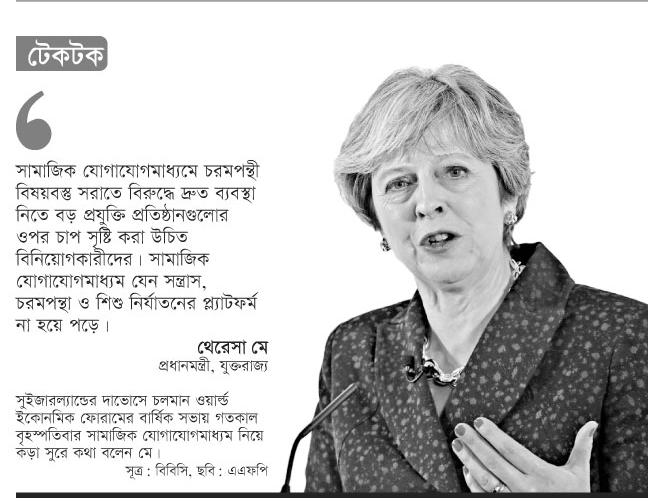 টেকটক
সামাজিক যোগাযোগমাধ্যমে চরমপন্থী
বিষয়বস্তু সরাতে বিরুদ্ধে দ্রুত ব্যবস্থা
নিতে বড় প্রযুক্তি প্রতিষ্ঠানগুলোর
ওপর চাপ সৃষ্টি করা উচিত
বিনিয়োগকারীদের। সামাজিক
যোগাযোগমাধ্যম যেন সন্ত্রাস,
চরমপন্থা ও শিশু নির্যাতনের প্ল্যাটফর্ম
না হয়ে পড়ে।
থেরেসা মে
প্রধানমন্ত্রী, যুক্তরাজ্য
সুইজারল্যান্ডের দাভোসে চলমান ওয়ার্ল্ড
ইকোনমিক ফোরামের বার্ষিক সভায় গতকাল
বৃহস্পতিবার সামাজিক যোগাযোগমাধ্যম নিয়ে
কড়া সুরে কথা বলেন মে।
সূত্র : বিবিসি, ছবি : এএফপি